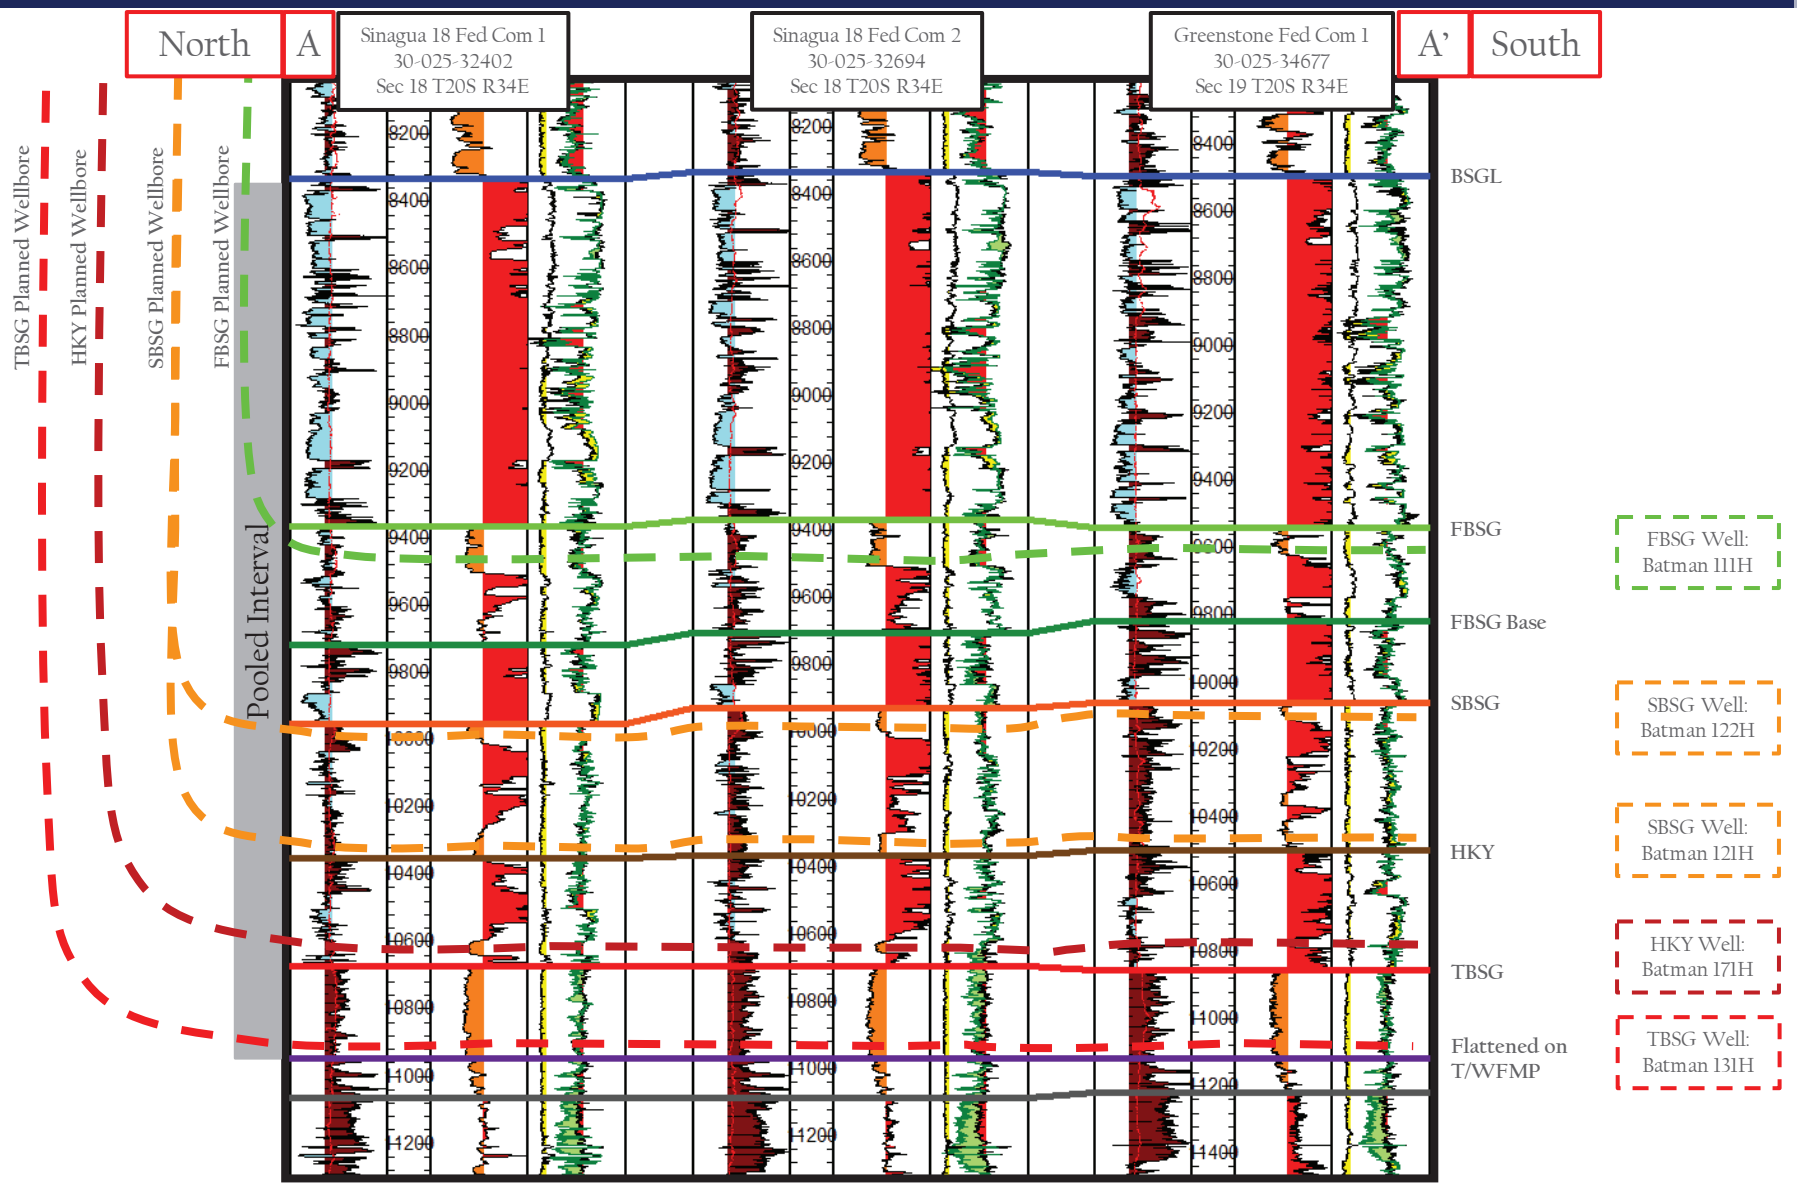 North
A
Sinagua 18 Fed Com 1
30-025-32402
Sec 18 T20S R34E
Sinagua 18 Fed Com 2
30-025-32694
Sec 18 T20S R34E
Greenstone Fed Com 1
30-025-34677
Sec 19 T20S R34E
A’
South
TBSG Planned Wellbore
HKY Planned Wellbore
SBSG Planned Wellbore
FBSG Planned Wellbore
Pooled Interval
8200
8400
8600
8800
9000
9200
9400
9600
9800
10000
10200
10400
10600
10800
11000
11200
8200
8400
8600
8800
9000
9200
9400
9600
9800
10000
10200
10400
10600
10800
11000
11200
8400
8600
8800
9000
9200
9400
9600
9800
10000
10200
10400
10600
10800
11000
11200
11400
BSGL
FBSG
FBSG Base
SBSG
HKY
TBSG
Flattened on
T/WFMP
FBSG Well:
Batman 111H
SBSG Well:
Batman 122H
SBSG Well:
Batman 121H
HKY Well:
Batman 171H
TBSG Well:
Batman 131H